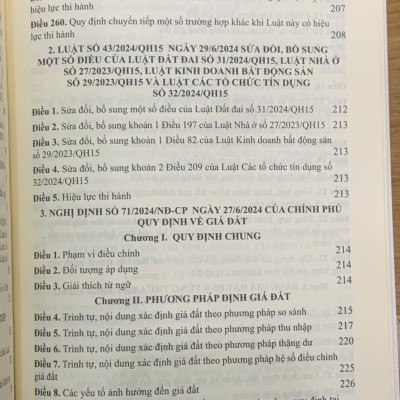 hiệu lực thi hành
207
Điều 260. Quy định chuyển tiếp một số trường hợp khác khi Luật này có hiệu
lực thi hành
208
2. LUẬT SỐ 43/2024/QH15 NGÀY 29/6/2024 SỬA ĐỔI, BỔ SUNG
MỘT SỐ ĐIỀU CỦA LUẬT ĐẤT ĐAI SỐ 31/2024/QH15, LUẬT NHÀ Ở
SỐ 27/2023/QH15, LUẬT KINH DOANH BẤT ĐỘNG SẢN
SỐ 29/2023/QH15 VÀ LUẬT CÁC TỔ CHỨC TÍN DỤNG
SỐ 32/2024/QH15
Điều 1. Sửa đổi, bổ sung một số điều của Luật Đất đai số 31/2024/QH15 212
Điều 2. Sửa đổi, bổ sung khoản 1 Điều 197 của Luật Nhà ở số 27/2023/QH15 213
Điều 3. Sửa đổi, bổ sung khoản 1 Điều 82 của Luật Kinh doanh bất động sản
số 29/2023/QH15 213
Điều 4. Sửa đổi, bổ sung khoản 2 Điều 209 của Luật Các tổ chức tín dụng số
32/2024/QH15 213
Điều 5. Hiệu lực thi hành 213
3. NGHỊ ĐỊNH SỐ 71/2024/NĐ-CP NGÀY 27/6/2024 CỦA CHÍNH PHỦ
QUY ĐỊNH VỀ GIÁ ĐẤT
Chương I. QUY ĐỊNH CHUNG
Điều 1. Phạm vi điều chỉnh 214
Điều 2. Đối tượng áp dụng 214
Điều 3. Giải thích từ ngữ 214
Chương II. PHƯƠNG PHÁP ĐỊNH GIÁ ĐẤT
Điều 4. Trình tự, nội dung xác định giá đất theo phương pháp so sánh 215
Điều 5. Trình tự, nội dung xác định giá đất theo phương pháp thu nhập 217
Điều 6. Trình tự, nội dung xác định giá đất theo phương pháp thặng dư 220
Điều 7. Trình tự, nội dung xác định giá đất theo phương pháp hệ số điều chỉnh
giá đất 225
Điều 8. Các yếu tố ảnh hưởng đến giá đất 226